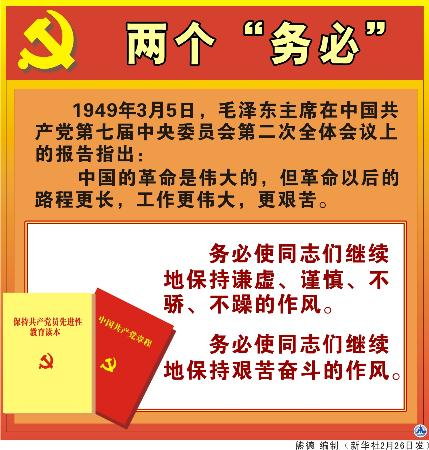 两个“务必”
1949年3月5日，毛泽东主席在中国共
产党第七届中央委员会第二次全体会议上
的报告指出：
中国的革命是伟大的，但革命以后的
路程更长，工作更伟大，更艰苦。
务必使同志们继续
地保持谦虚、谨慎、不
骄、不躁的作风。
务必使同志们继续
地保持艰苦奋斗的作风。
保持共产党员先进性
教育读本
中国共产党章程
熊德 编制（新华社2月26日发）